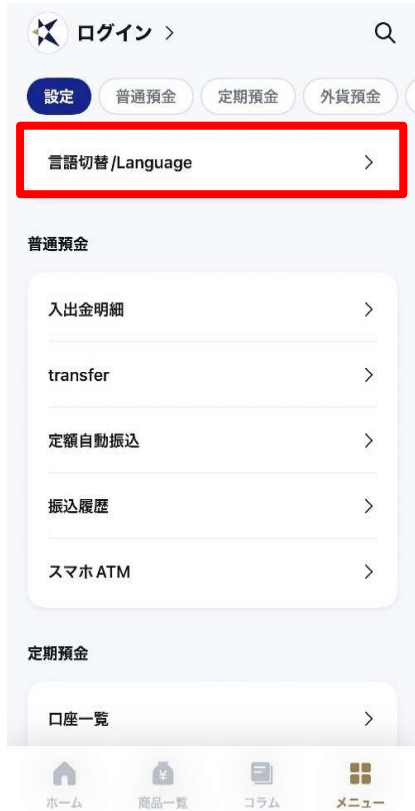 ログイン
設定 普通預金 定期預金 外貨預金
言語切替/Language
普通預金
入出金明細
transfer
定額自動振込
振込履歴
スマホATM
定期預金
口座一覧
ホーム 商品一覧 コラム メニュー